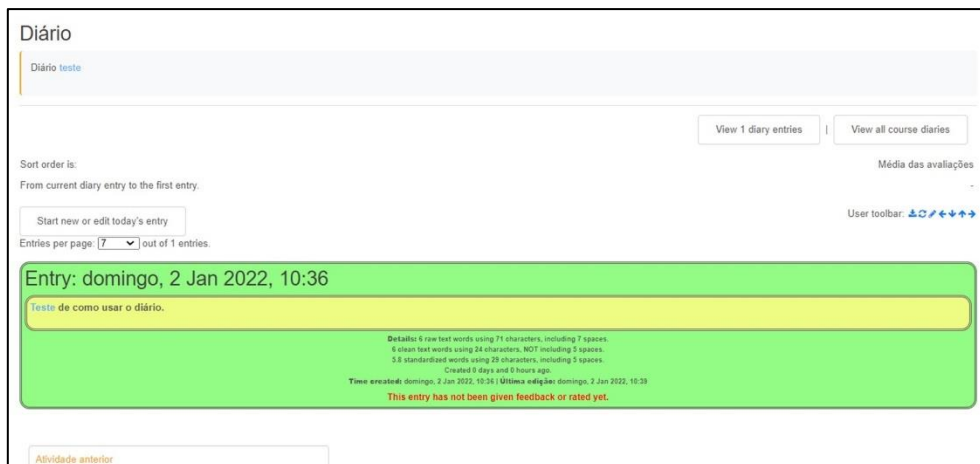 Diário
Diário teste
View 1 diary entries | View all course diaries
Sort order is:
Média das avaliações
From current diary entry to the first entry.
-
Start new or edit today's entry
User toolbar:
Entries per page: 7 out of 1 entries.
Entry: domingo, 2 Jan 2022, 10:36
Teste de como usar o diário.
Details: 6 raw text words using 71 characters, including 7 spaces.
6 clean text words using 24 characters, NOT including 5 spaces.
5.8 standardized words using 29 characters, including 5 spaces.
Created 0 days and 0 hours ago.
Time created: domingo, 2 Jan 2022, 10:36 | Última edição: domingo, 2 Jan 2022, 10:39
This entry has not been given feedback or rated yet.
Atividade anterior